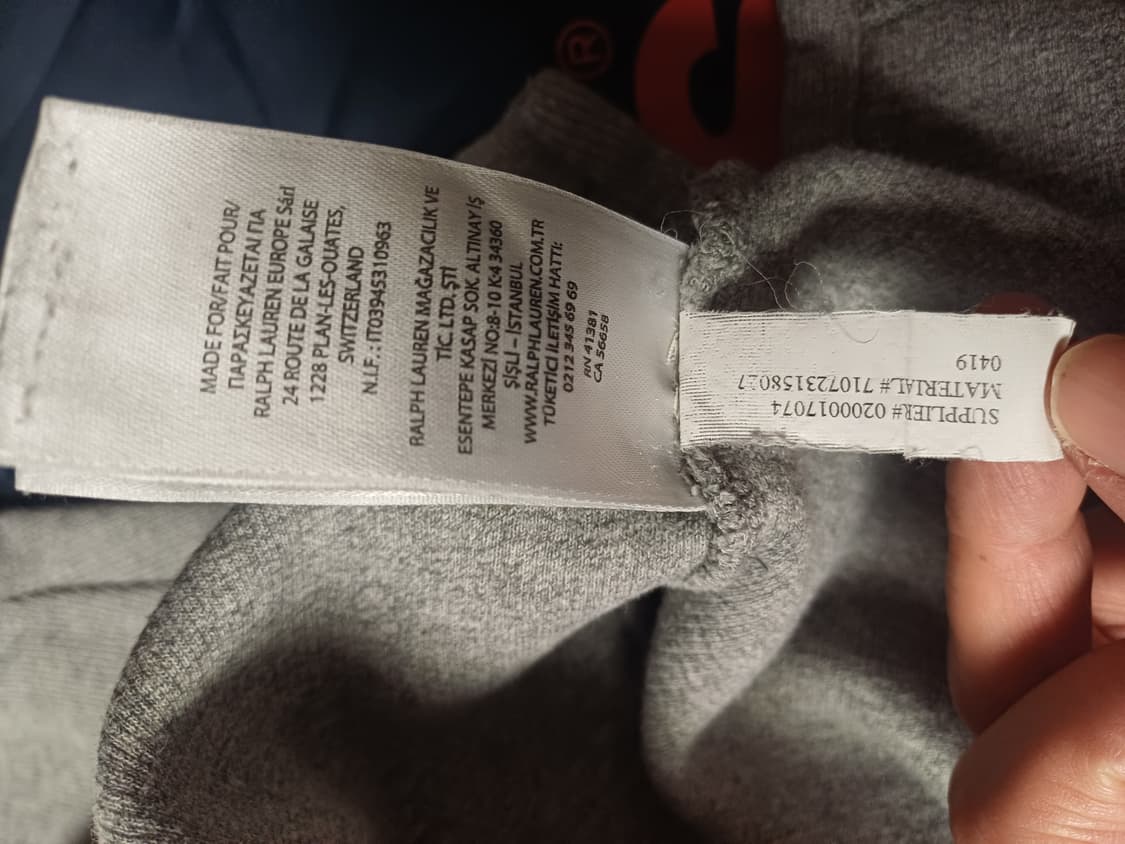 MADE FOR/FAIT POUR/
ΠΑΡΑΣΚΕΥΑΖΕΤΑΙ ΓΙΑ
RALPH LAUREN EUROPE Sárl
24 ROUTE DE LA GALAISE
1228 PLAN-LES-OUATES,
SWITZERLAND
N.I.F.: IT03945310963
RALPH LAUREN MAĞAZACILIK VE
TİC. LTD. ŞTİ
ESENTEPE KASAP SOK. ALTINAY İŞ
MERKEZİ NO:8-10 K:4 34360
ŞİŞLİ – İSTANBUL
WWW.RALPHLAUREN.COM.TR
TÜKETİCİ İLETİŞİM HATTI:
0212 345 69 69
RN 41381
CA 56658
SUPPLIER# 0200017074
MATERIAL# 710723158027
0419
®